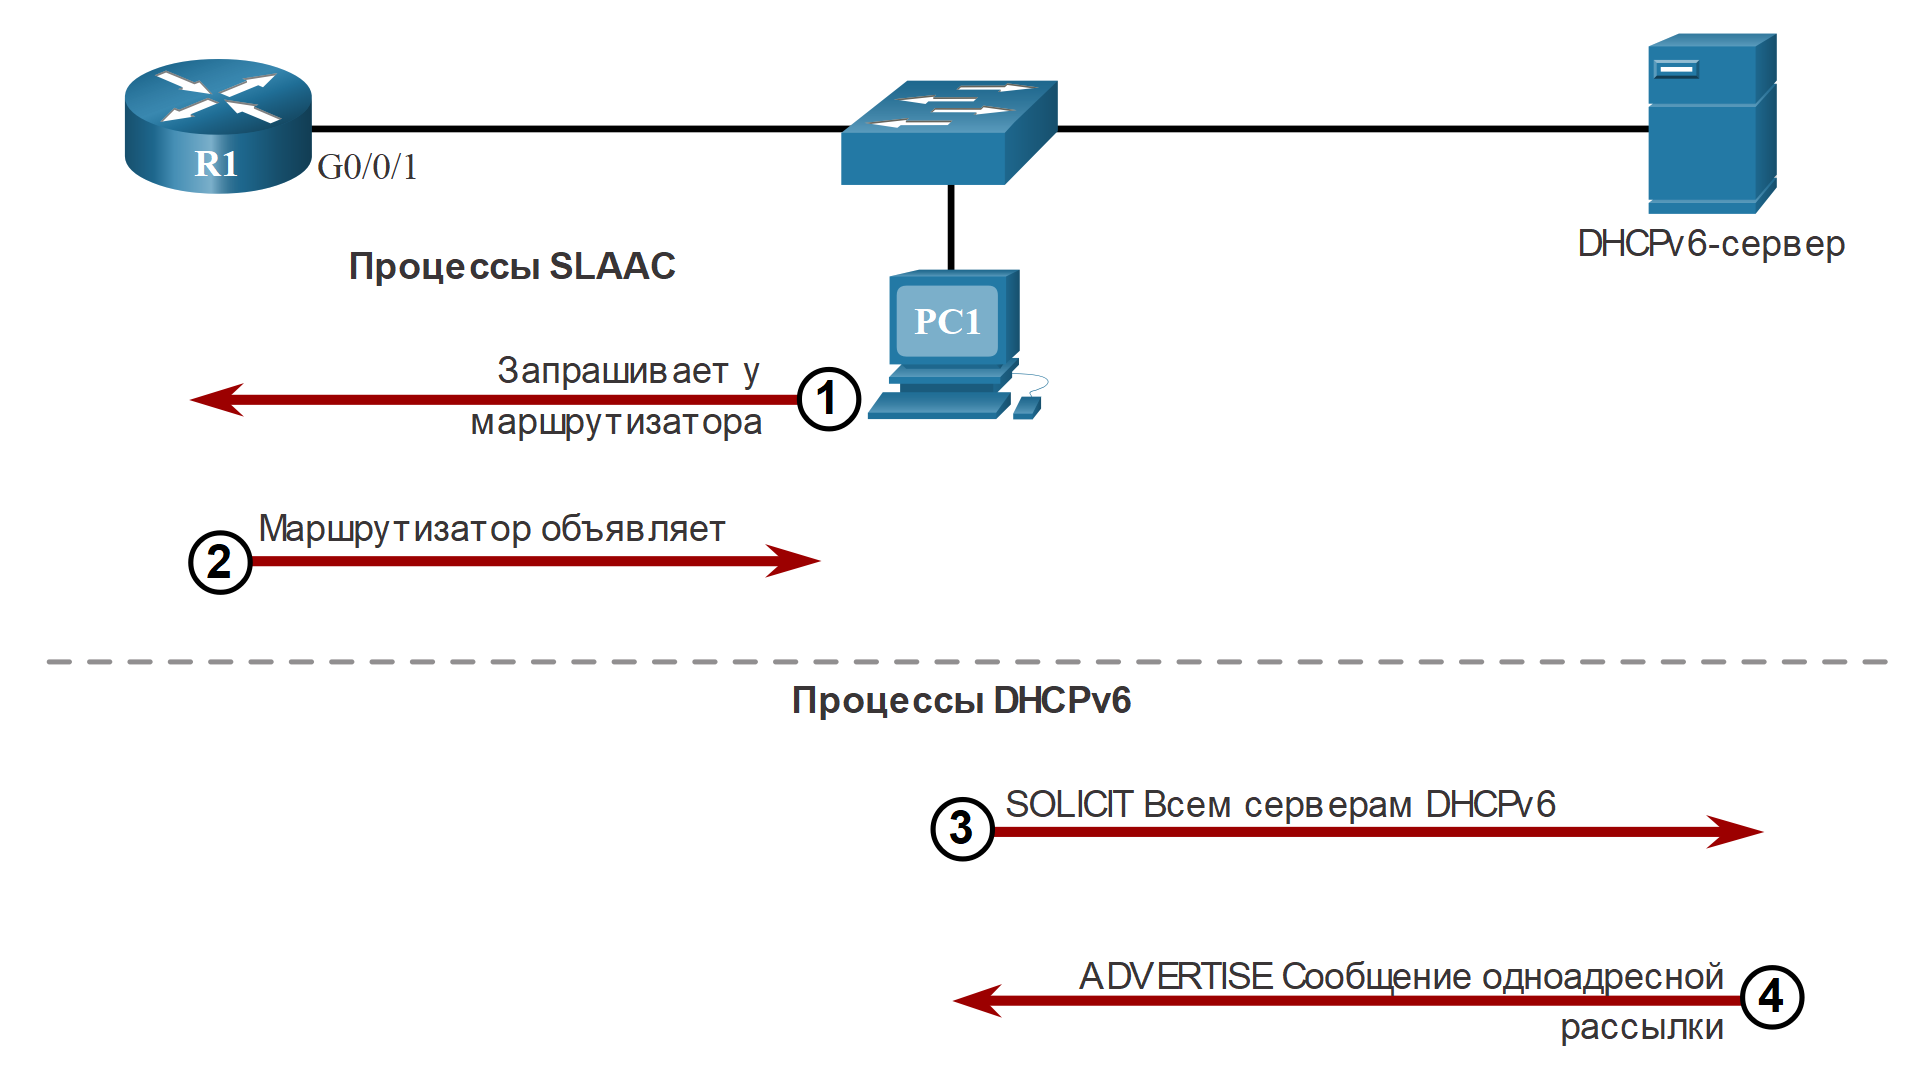 R1
G0/0/1
DHCPv6-сервер
Процессы SLAAC
PC1
Запрашивает у
маршрутизатора
1
Маршрутизатор объявляет
2
Процессы DHCPv6
SOLICIT Всем серверам DHCPv6
3
ADVERTISE Сообщение одноадресной
рассылки
4